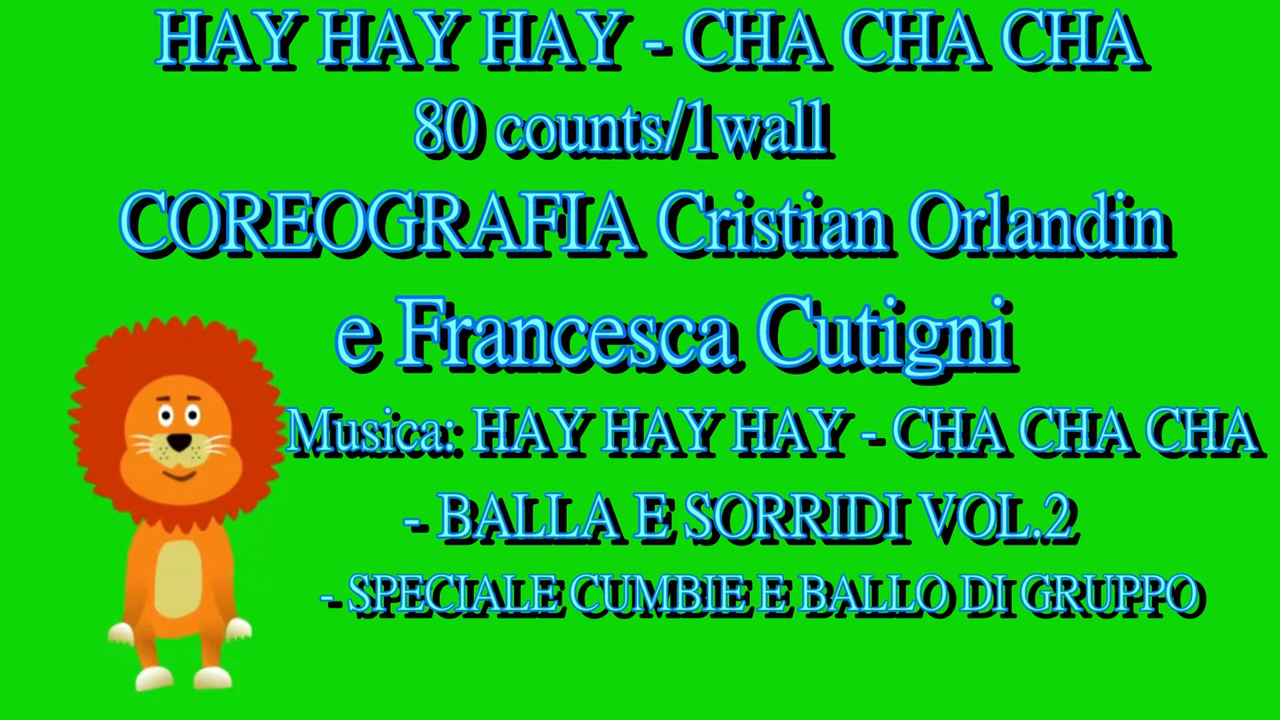 HAY HAY HAY - CHA CHA CHA
80 counts/1wall
COREOGRAFIA Cristian Orlandin
e Francesca Cutigni
Musica: HAY HAY HAY - CHA CHA CHA
- BALLA E SORRIDI VOL.2
- SPECIALE CUMBIE E BALLO DI GRUPPO